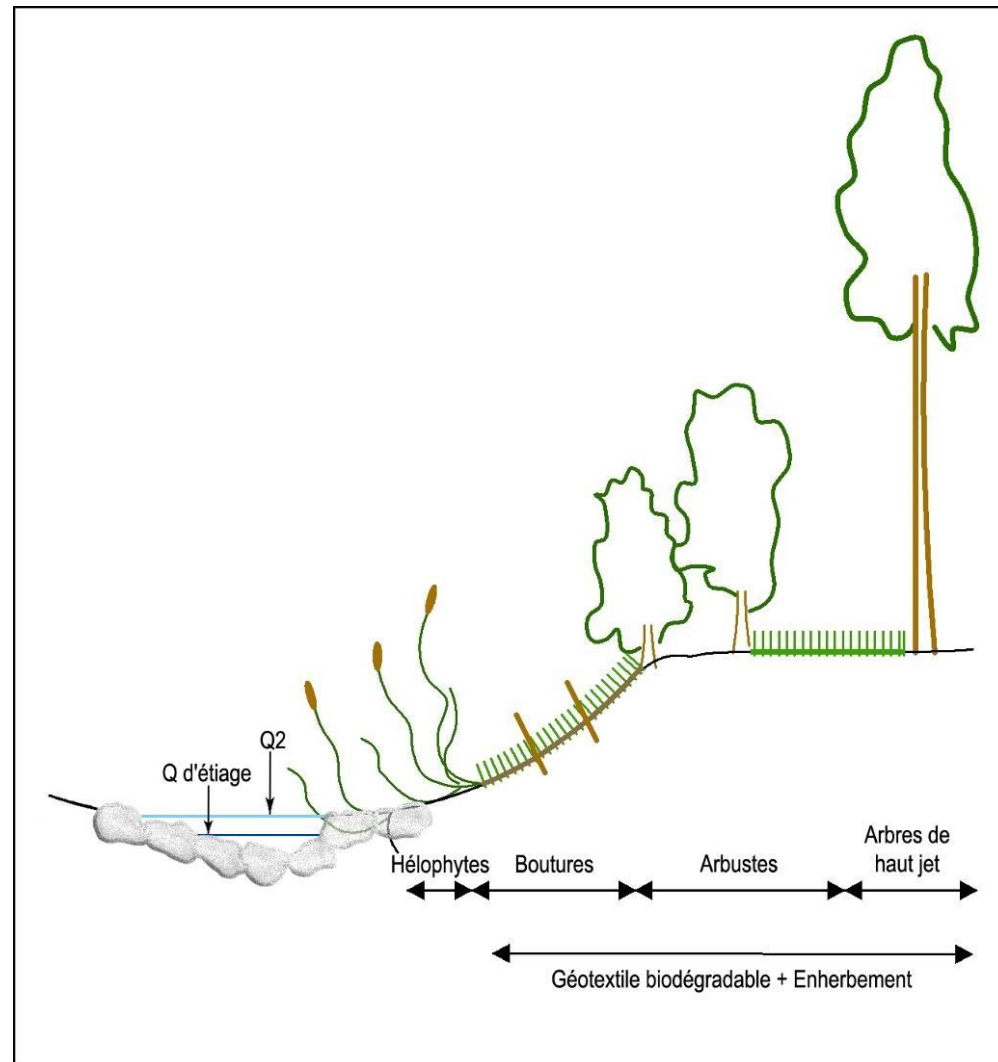 Q2
Q d'étiage
Hélophytes
Boutures
Arbustes
Arbres de
haut jet
Géotextile biodégradable + Enherbement